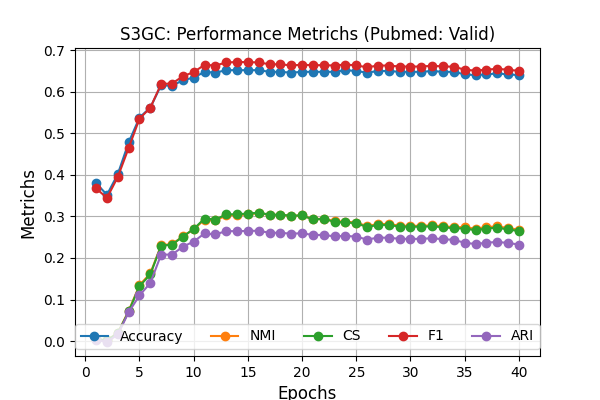 S3GC: Performance Metrichs (Pubmed: Valid)
0.7
0.6
0.5
0.4
0.3
0.2
0.1
0.0
Metrichs
Accuracy NMI CS F1 ARI
0 5 10 15 20 25 30 35 40
Epochs